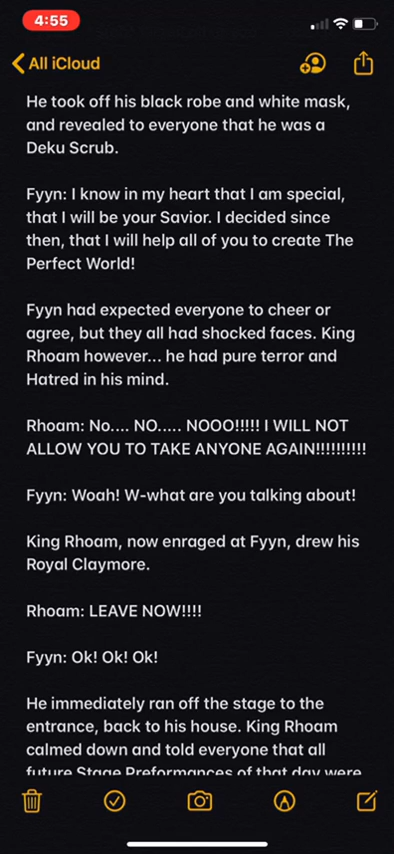 4:55
All iCloud
He took off his black robe and white mask,
and revealed to everyone that he was a
Deku Scrub.
Fyyn: I know in my heart that I am special,
that I will be your Savior. I decided since
then, that I will help all of you to create The
Perfect World!
Fyyn had expected everyone to cheer or
agree, but they all had shocked faces. King
Rhoam however... he had pure terror and
Hatred in his mind.
Rhoam: No.... NO..... NOOO!!!!! I WILL NOT
ALLOW YOU TO TAKE ANYONE AGAIN!!!!!!!!!!
Fyyn: Woah! W-what are you talking about!
King Rhoam, now enraged at Fyyn, drew his
Royal Claymore.
Rhoam: LEAVE NOW!!!!
Fyyn: Ok! Ok! Ok!
He immediately ran off the stage to the
entrance, back to his house. King Rhoam
calmed down and told everyone that all
future Stage Preformances of that day were